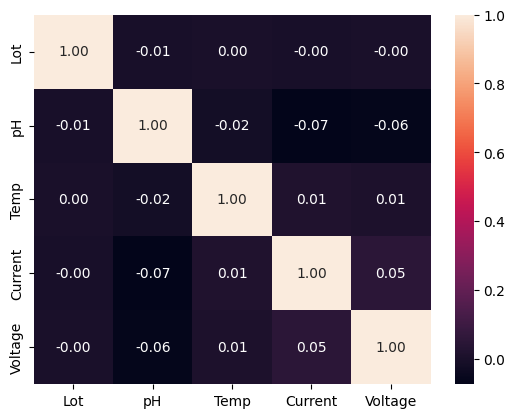 Lot 1.00 -0.01 0.00 -0.00 -0.00
pH -0.01 1.00 -0.02 -0.07 -0.06
Temp 0.00 -0.02 1.00 0.01 0.01
Current -0.00 -0.07 0.01 1.00 0.05
Voltage -0.00 -0.06 0.01 0.05 1.00
Lot pH Temp Current Voltage
1.0
0.8
0.6
0.4
0.2
0.0